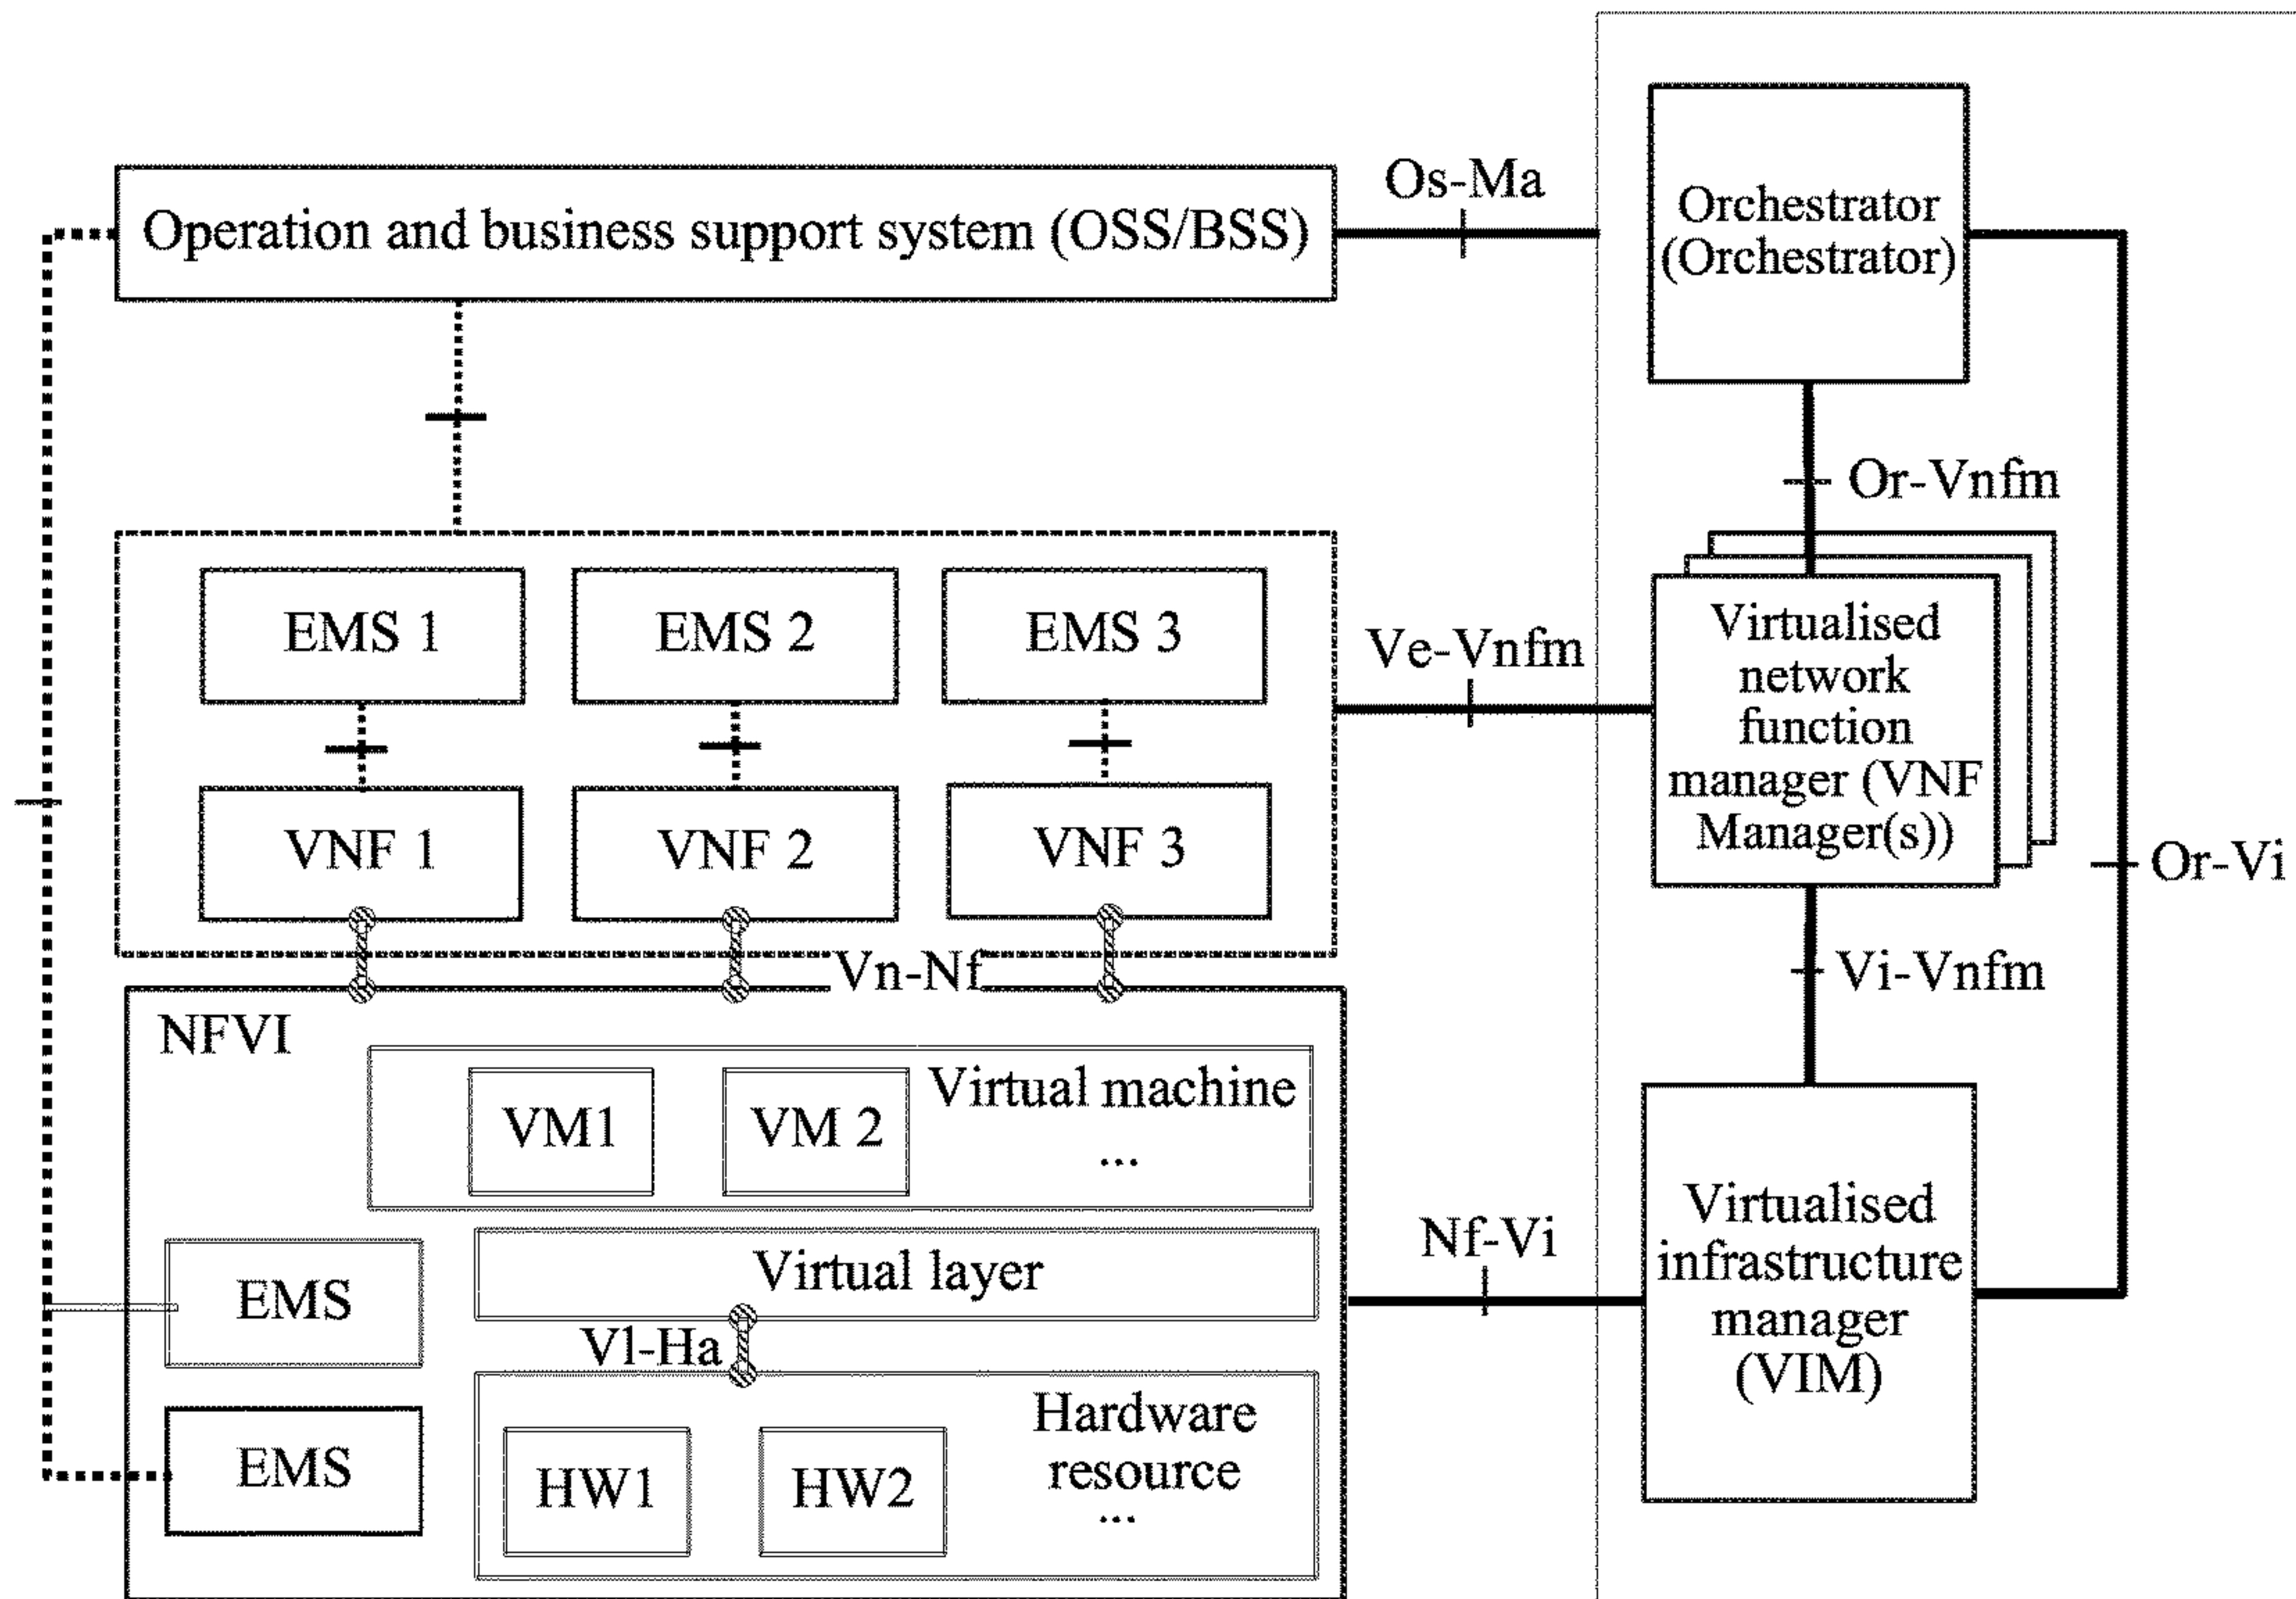 Os-Ma
Operation and business support system (OSS/BSS)
Orchestrator
(Orchestrator)
Or-Vnfm
EMS 1
EMS 2
EMS 3
Ve-Vnfm
Virtualised
network
function
manager (VNF
Manager(s))
VNF 1
VNF 2
VNF 3
Or-Vi
Vn-Nf
Vi-Vnfm
NFVI
VM1
VM 2
Virtual machine
...
Nf-Vi
Virtualised
infrastructure
manager
(VIM)
EMS
Virtual layer
Vl-Ha
EMS
HW1
HW2
Hardware
resource
...